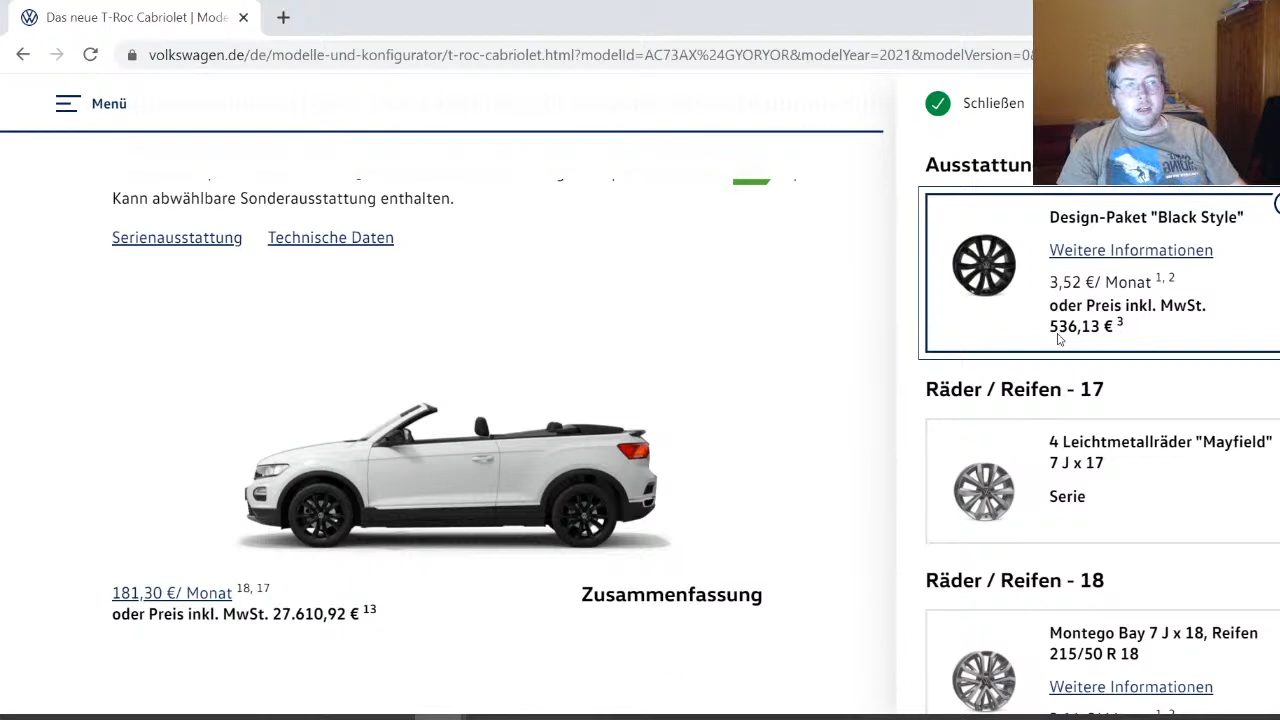 Das neue T-Roc Cabriolet | Mode
volkswagen.de/de/modelle-und-konfigurator/t-roc-cabriolet.html?modelId=AC73AX%24GYORYOR&modelYear=2021&modelVersion=0&
Menü
Schließen
Kann abwählbare Sonderausstattung enthalten.
Serienausstattung Technische Daten
181,30 €/ Monat 18, 17
oder Preis inkl. MwSt. 27.610,92 € 13
Zusammenfassung
Ausstattun
Design-Paket "Black Style"
Weitere Informationen
3,52 €/ Monat 1, 2
oder Preis inkl. MwSt.
536,13 € 3
Räder / Reifen - 17
4 Leichtmetallräder "Mayfield"
7 J x 17
Serie
Räder / Reifen - 18
Montego Bay 7 J x 18, Reifen
215/50 R 18
Weitere Informationen